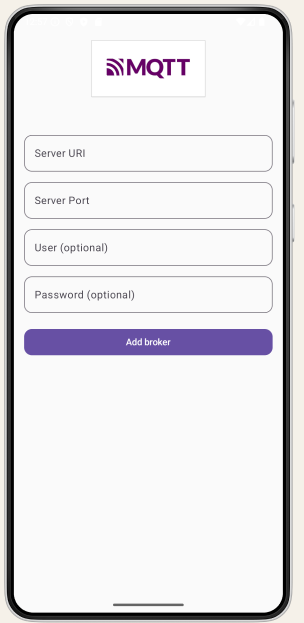 MQTT
Server URI
Server Port
User (optional)
Password (optional)
Add broker